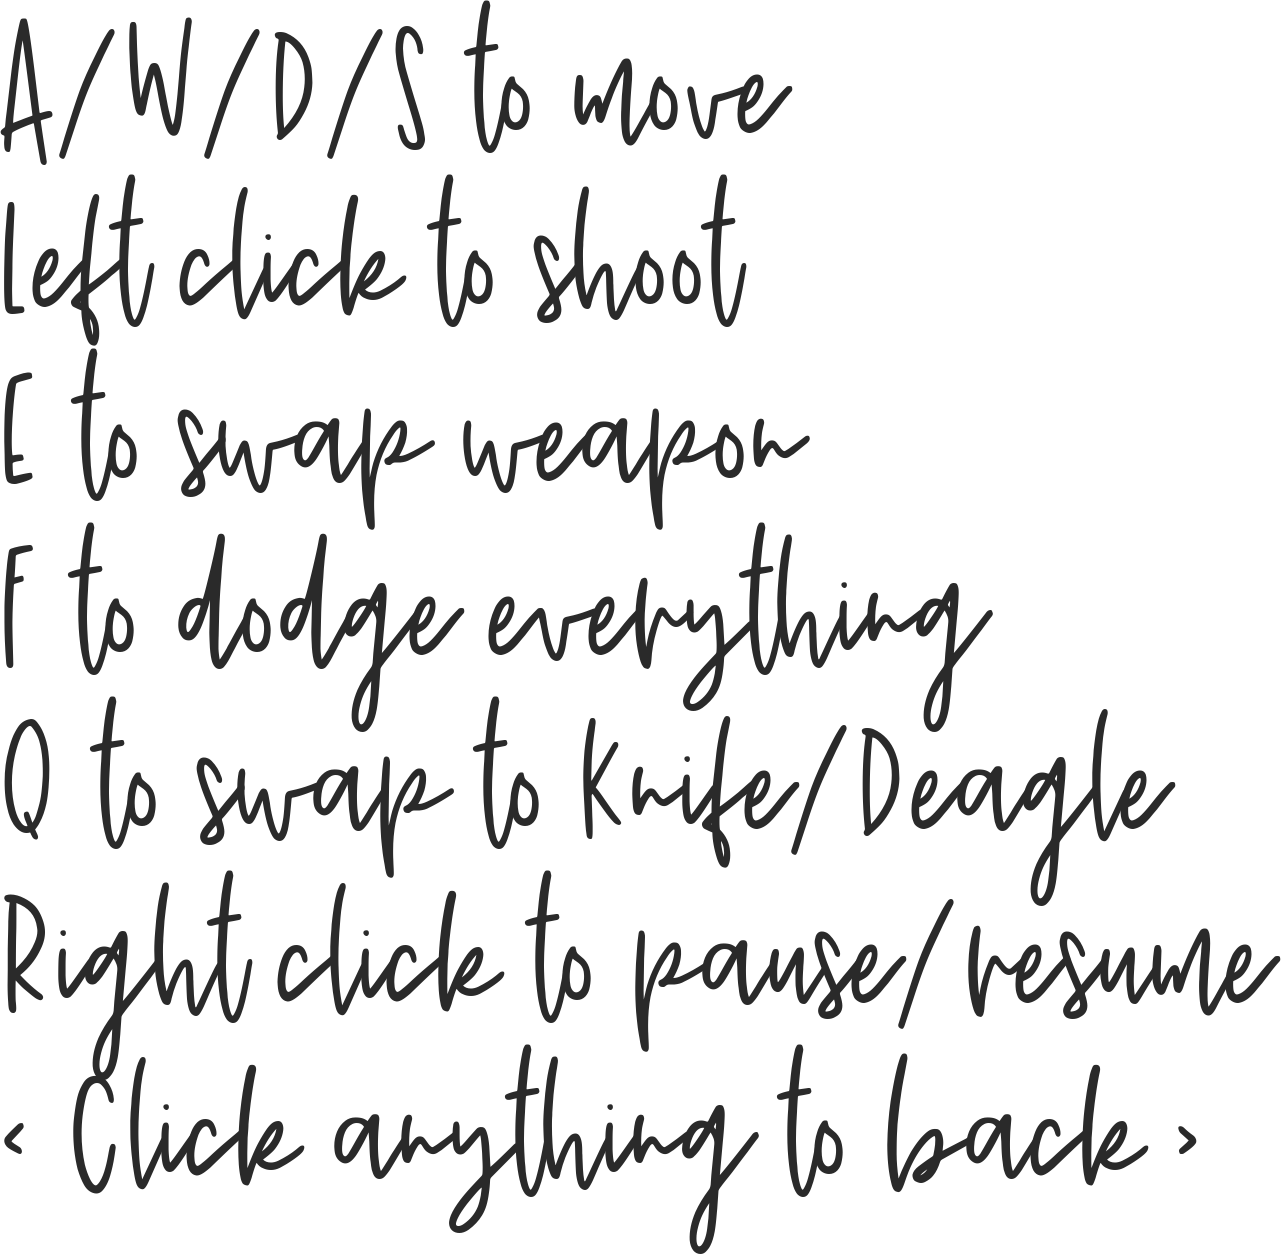 A/W/D/S to move
Left click to shoot
E to swap weapon
F to dodge everything
Q to swap to Knife/Deagle
Right click to pause/resume
< Click anything to back >